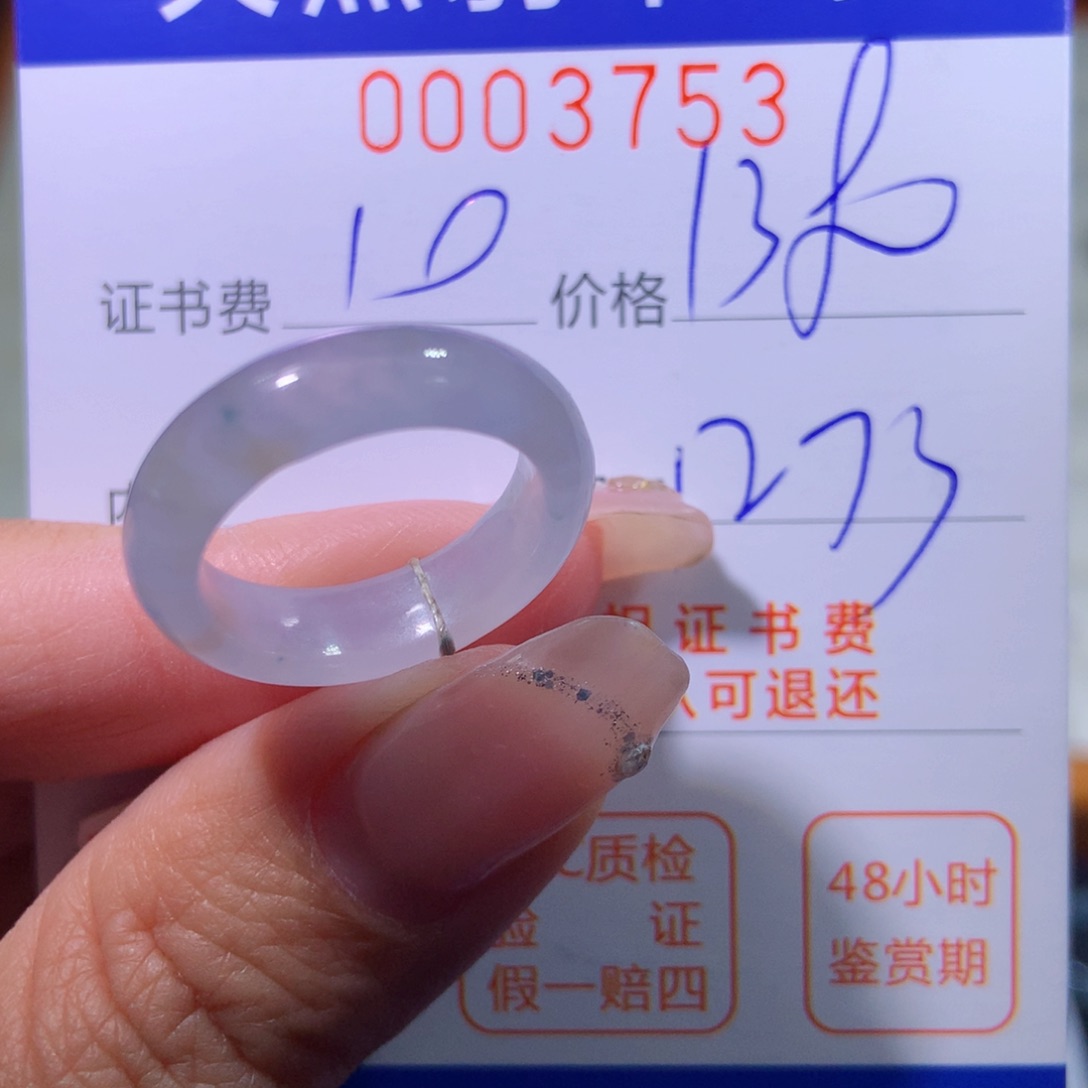 0003753
证书费 10 价格
1273
证书费
可退还
质检
验 证
假一赔四
48小时
鉴赏期